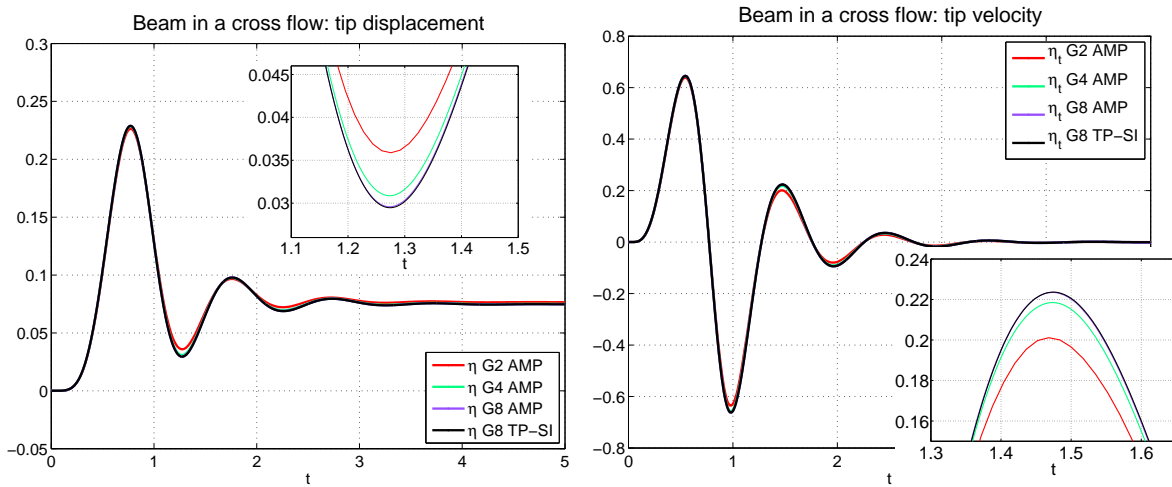 Beam in a cross flow: tip displacement
0.3
0.25
0.2
0.15
0.1
0.05
0
−0.05
0 1 2 3 4 5
t
0.045
0.04
0.035
0.03
1.1 1.2 1.3 1.4 1.5
t
η G2 AMP
η G4 AMP
η G8 AMP
η G8 TP−SI
Beam in a cross flow: tip velocity
0.8
0.6
0.4
0.2
0
−0.2
−0.4
−0.6
−0.8
0 1 2
t
ηt G2 AMP
ηt G4 AMP
ηt G8 AMP
ηt G8 TP−SI
0.24
0.22
0.2
0.18
0.16
1.3 1.4 1.5 1.6
t